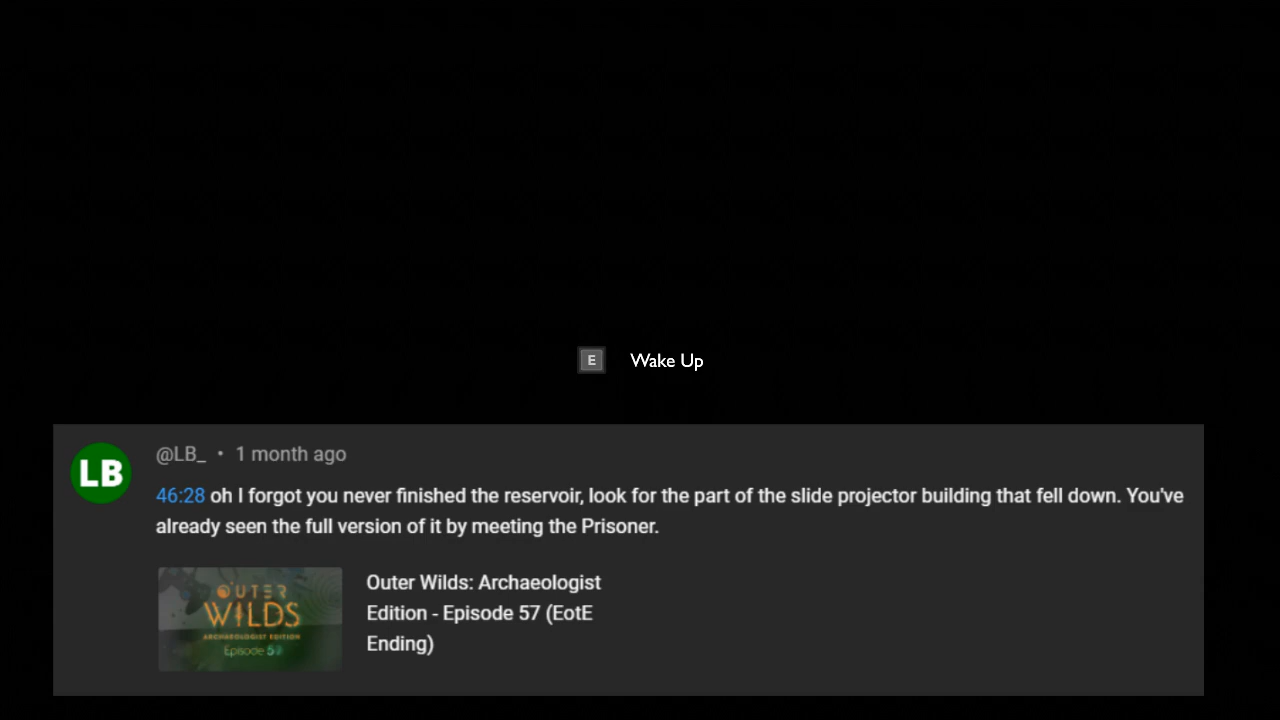 E Wake Up
LB @LB_ • 1 month ago
46:28 oh I forgot you never finished the reservoir, look for the part of the slide projector building that fell down. You've
already seen the full version of it by meeting the Prisoner.
OUTER
WILDS
ARCHAEOLOGIST EDITION
Episode
Outer Wilds: Archaeologist
Edition - Episode 57 (EotE
Ending)